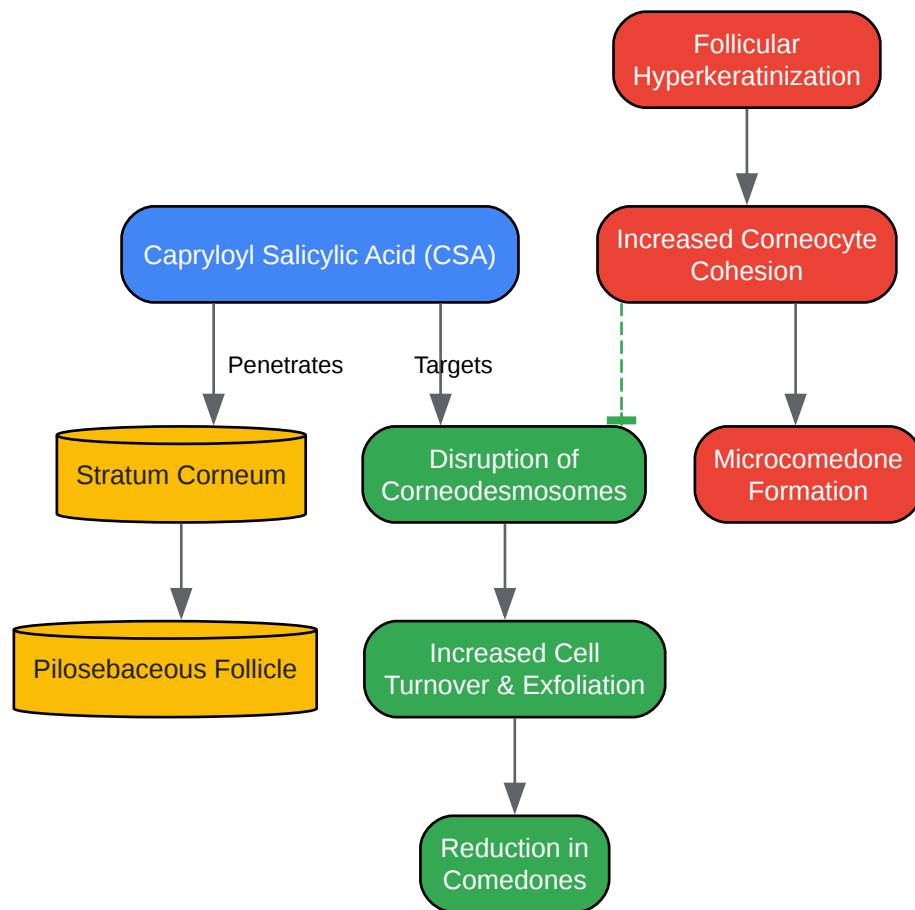 Follicular
Hyperkeratinization
Capryloyl Salicylic Acid (CSA)
Increased Corneocyte
Cohesion
Penetrates
Targets
Stratum Corneum
Disruption of
Corneodesmosomes
Microcomedone
Formation
Pilosebaceous Follicle
Increased Cell
Turnover & Exfoliation
Reduction in
Comedones